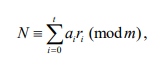 N ≡ ∑_{i=0}^{t} a_i r_i (mod m),